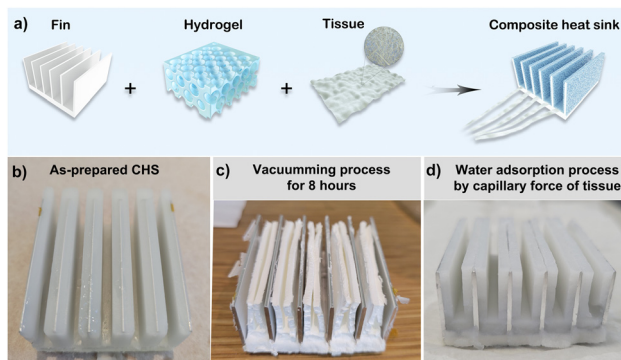 a)
Fin
Hydrogel
Tissue
Composite heat sink
+
+
b)
As-prepared CHS
c)
Vacuumming process
for 8 hours
d)
Water adsorption process
by capillary force of tissue